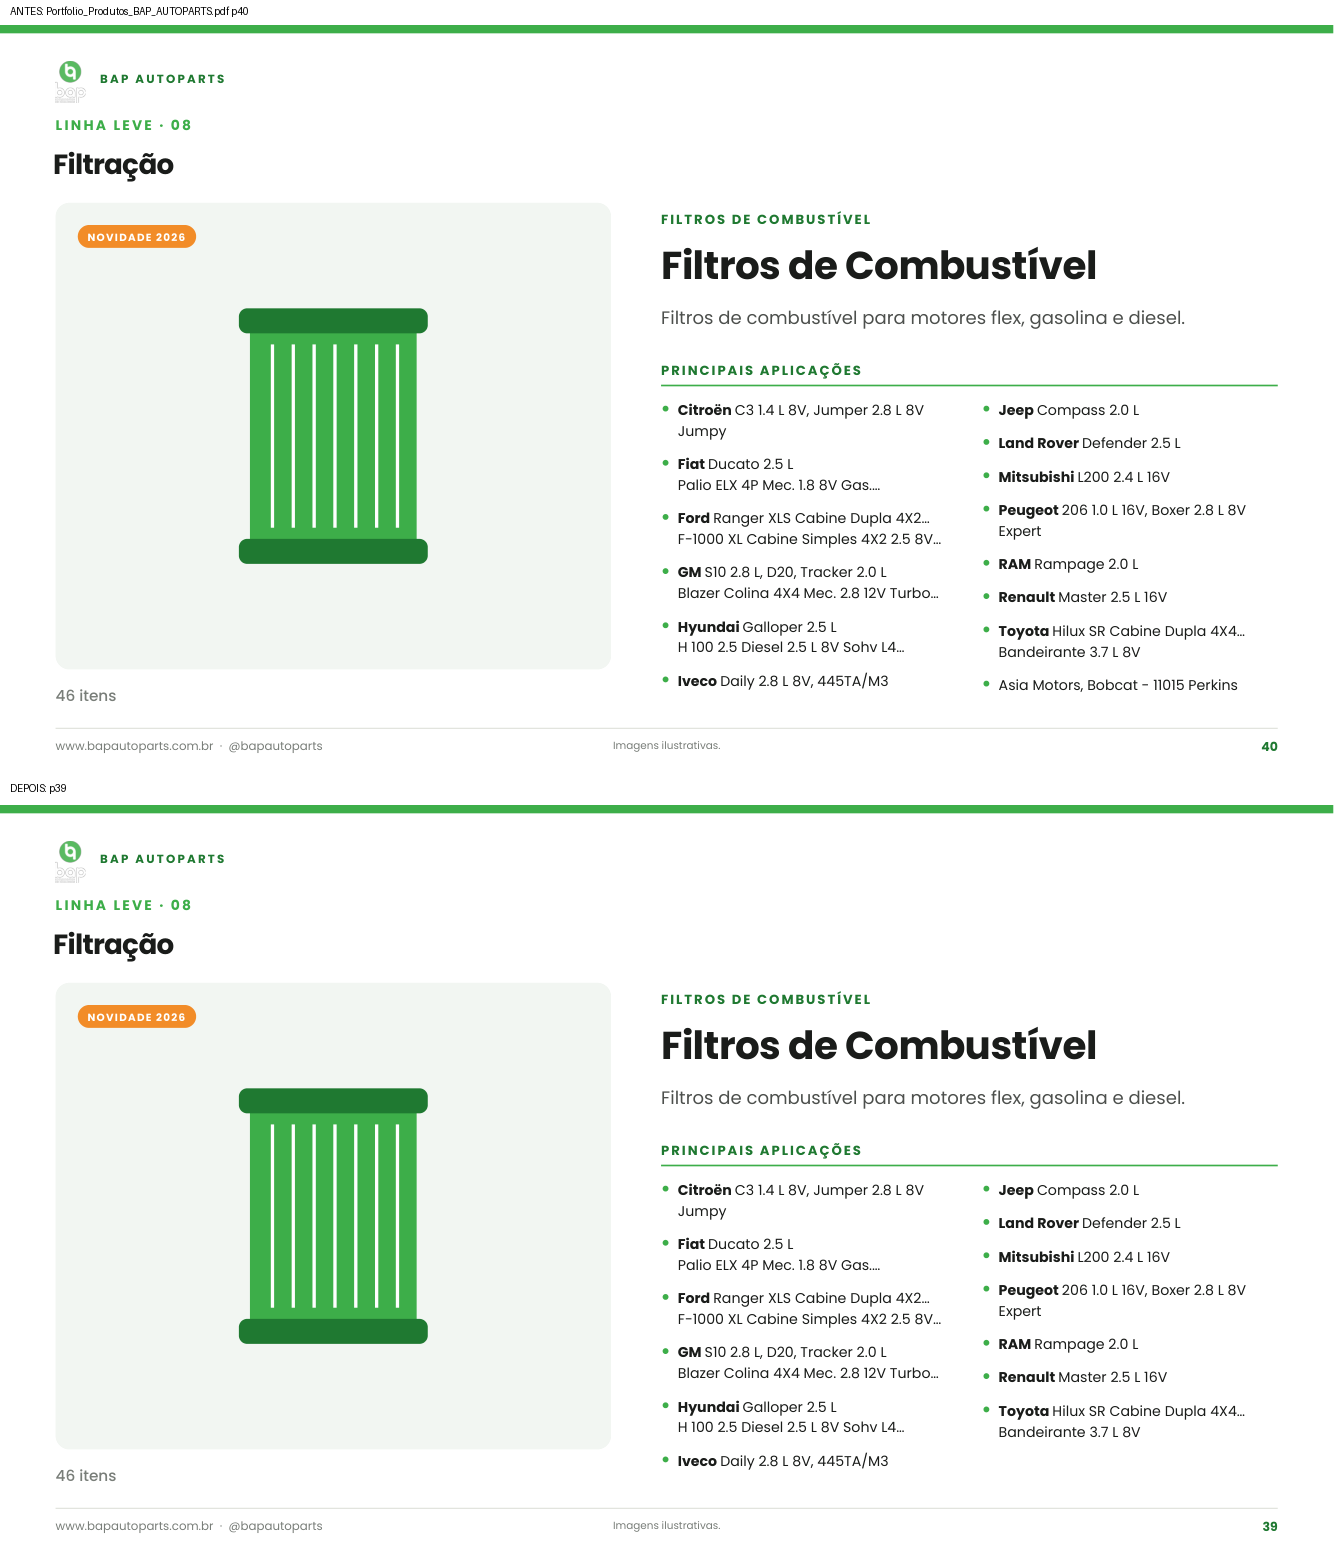 ANTES: Portfolio_Produtos_BAP_AUTOPARTS.pdf p40
bap
BAP AUTOPARTS
LINHA LEVE · 08
Filtração
NOVIDADE 2026
46 itens
FILTROS DE COMBUSTÍVEL
Filtros de Combustível
Filtros de combustível para motores flex, gasolina e diesel.
PRINCIPAIS APLICAÇÕES
Citroën C3 1.4 L 8V, Jumper 2.8 L 8V
Jumpy
Fiat Ducato 2.5 L
Palio ELX 4P Mec. 1.8 8V Gas.…
Ford Ranger XLS Cabine Dupla 4X2…
F-1000 XL Cabine Simples 4X2 2.5 8V…
GM S10 2.8 L, D20, Tracker 2.0 L
Blazer Colina 4X4 Mec. 2.8 12V Turbo…
Hyundai Galloper 2.5 L
H 100 2.5 Diesel 2.5 L 8V Sohv L4…
Iveco Daily 2.8 L 8V, 445TA/M3
Jeep Compass 2.0 L
Land Rover Defender 2.5 L
Mitsubishi L200 2.4 L 16V
Peugeot 206 1.0 L 16V, Boxer 2.8 L 8V
Expert
RAM Rampage 2.0 L
Renault Master 2.5 L 16V
Toyota Hilux SR Cabine Dupla 4X4…
Bandeirante 3.7 L 8V
Asia Motors, Bobcat - 11015 Perkins
www.bapautoparts.com.br · @bapautoparts
Imagens ilustrativas.
40
DEPOIS: p39
bap
BAP AUTOPARTS
LINHA LEVE · 08
Filtração
NOVIDADE 2026
46 itens
FILTROS DE COMBUSTÍVEL
Filtros de Combustível
Filtros de combustível para motores flex, gasolina e diesel.
PRINCIPAIS APLICAÇÕES
Citroën C3 1.4 L 8V, Jumper 2.8 L 8V
Jumpy
Fiat Ducato 2.5 L
Palio ELX 4P Mec. 1.8 8V Gas.…
Ford Ranger XLS Cabine Dupla 4X2…
F-1000 XL Cabine Simples 4X2 2.5 8V…
GM S10 2.8 L, D20, Tracker 2.0 L
Blazer Colina 4X4 Mec. 2.8 12V Turbo…
Hyundai Galloper 2.5 L
H 100 2.5 Diesel 2.5 L 8V Sohv L4…
Iveco Daily 2.8 L 8V, 445TA/M3
Jeep Compass 2.0 L
Land Rover Defender 2.5 L
Mitsubishi L200 2.4 L 16V
Peugeot 206 1.0 L 16V, Boxer 2.8 L 8V
Expert
RAM Rampage 2.0 L
Renault Master 2.5 L 16V
Toyota Hilux SR Cabine Dupla 4X4…
Bandeirante 3.7 L 8V
www.bapautoparts.com.br · @bapautoparts
Imagens ilustrativas.
39